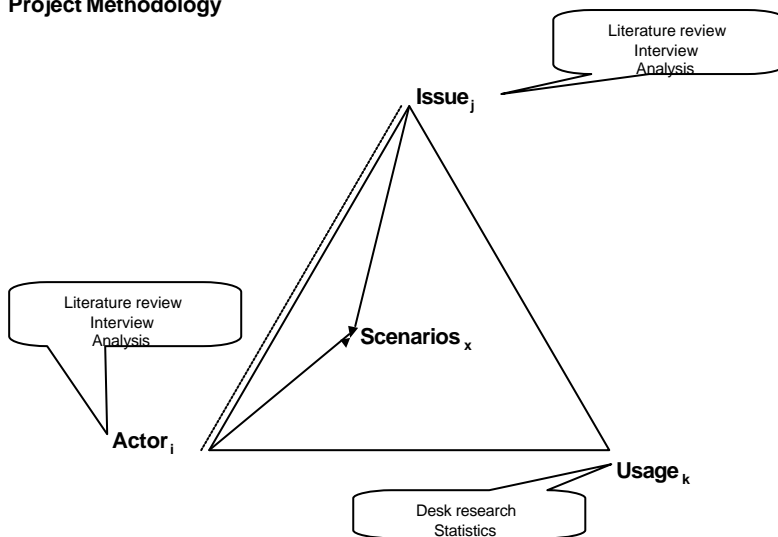 Project Methodology
Literature review
Interview
Analysis
Issue j
Literature review
Interview
Analysis
Scenarios x
Actor i
Usage k
Desk research
Statistics